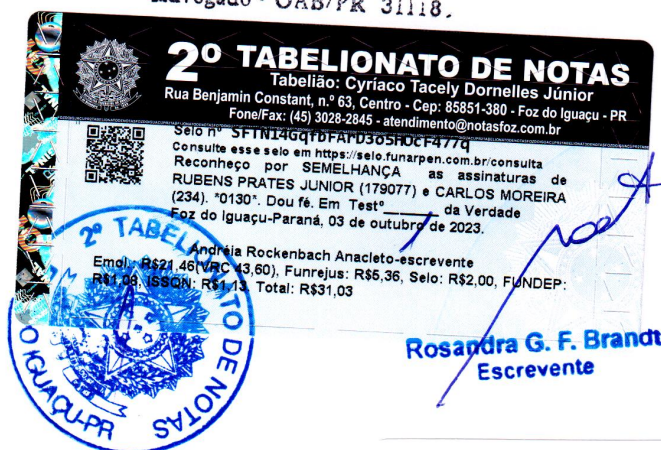 Advogado - OAB/PR 31118.
2º TABELIONATO DE NOTAS
Tabelião: Cyríaco Tacely Dornelles Júnior
Rua Benjamin Constant, n.º 63, Centro - Cep: 85851-380 - Foz do Iguaçu - PR
Fone/Fax: (45) 3028-2845 - atendimento@notasfoz.com.br
Selo nº
Consulte esse selo em https://selo.funarpen.com.br/consulta
Reconheço por SEMELHANÇA as assinaturas de
RUBENS PRATES JUNIOR (179077) e CARLOS MOREIRA
(234). *0130*. Dou fé. Em Testº______ da Verdade
Foz do Iguaçu-Paraná, 03 de outubro de 2023.
Andréia Rockenbach Anacleto-escrevente
Emol.: R$21,46(VRC 43,60), Funrejus: R$5,36, Selo: R$2,00, FUNDEP:
R$1,08, ISSQN: R$1,13, Total: R$31,03
2º TABELIONATO DE NOTAS
O IGUAÇU-PR
Rosandra G. F. Brandt
Escrevente